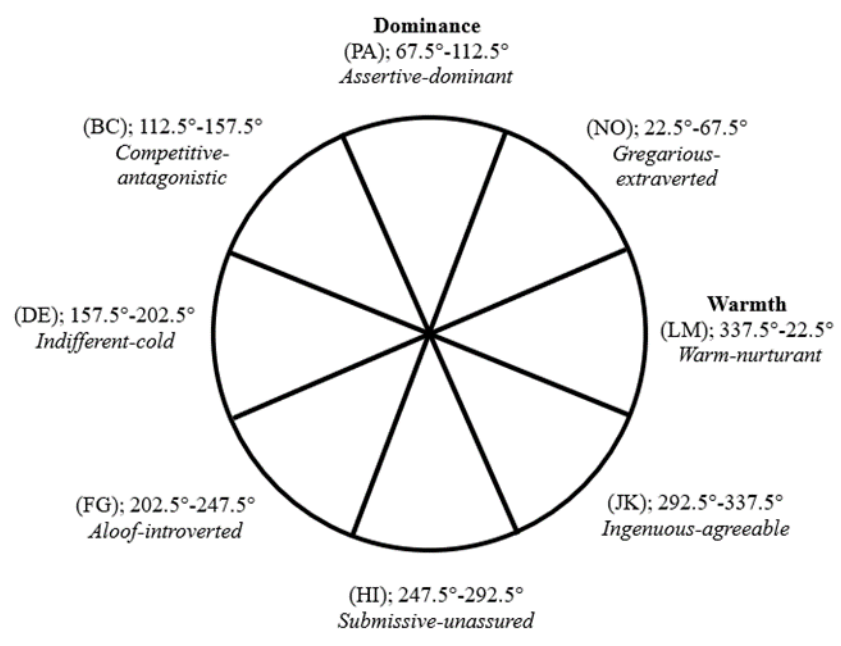 Dominance
(PA); 67.5°-112.5°
Assertive-dominant
(BC); 112.5°-157.5°
Competitive-
antagonistic
(NO); 22.5°-67.5°
Gregarious-
extraverted
(DE); 157.5°-202.5°
Indifferent-cold
Warmth
(LM); 337.5°-22.5°
Warm-nurturant
(FG); 202.5°-247.5°
Aloof-introverted
(JK); 292.5°-337.5°
Ingenuous-agreeable
(HI); 247.5°-292.5°
Submissive-unassured